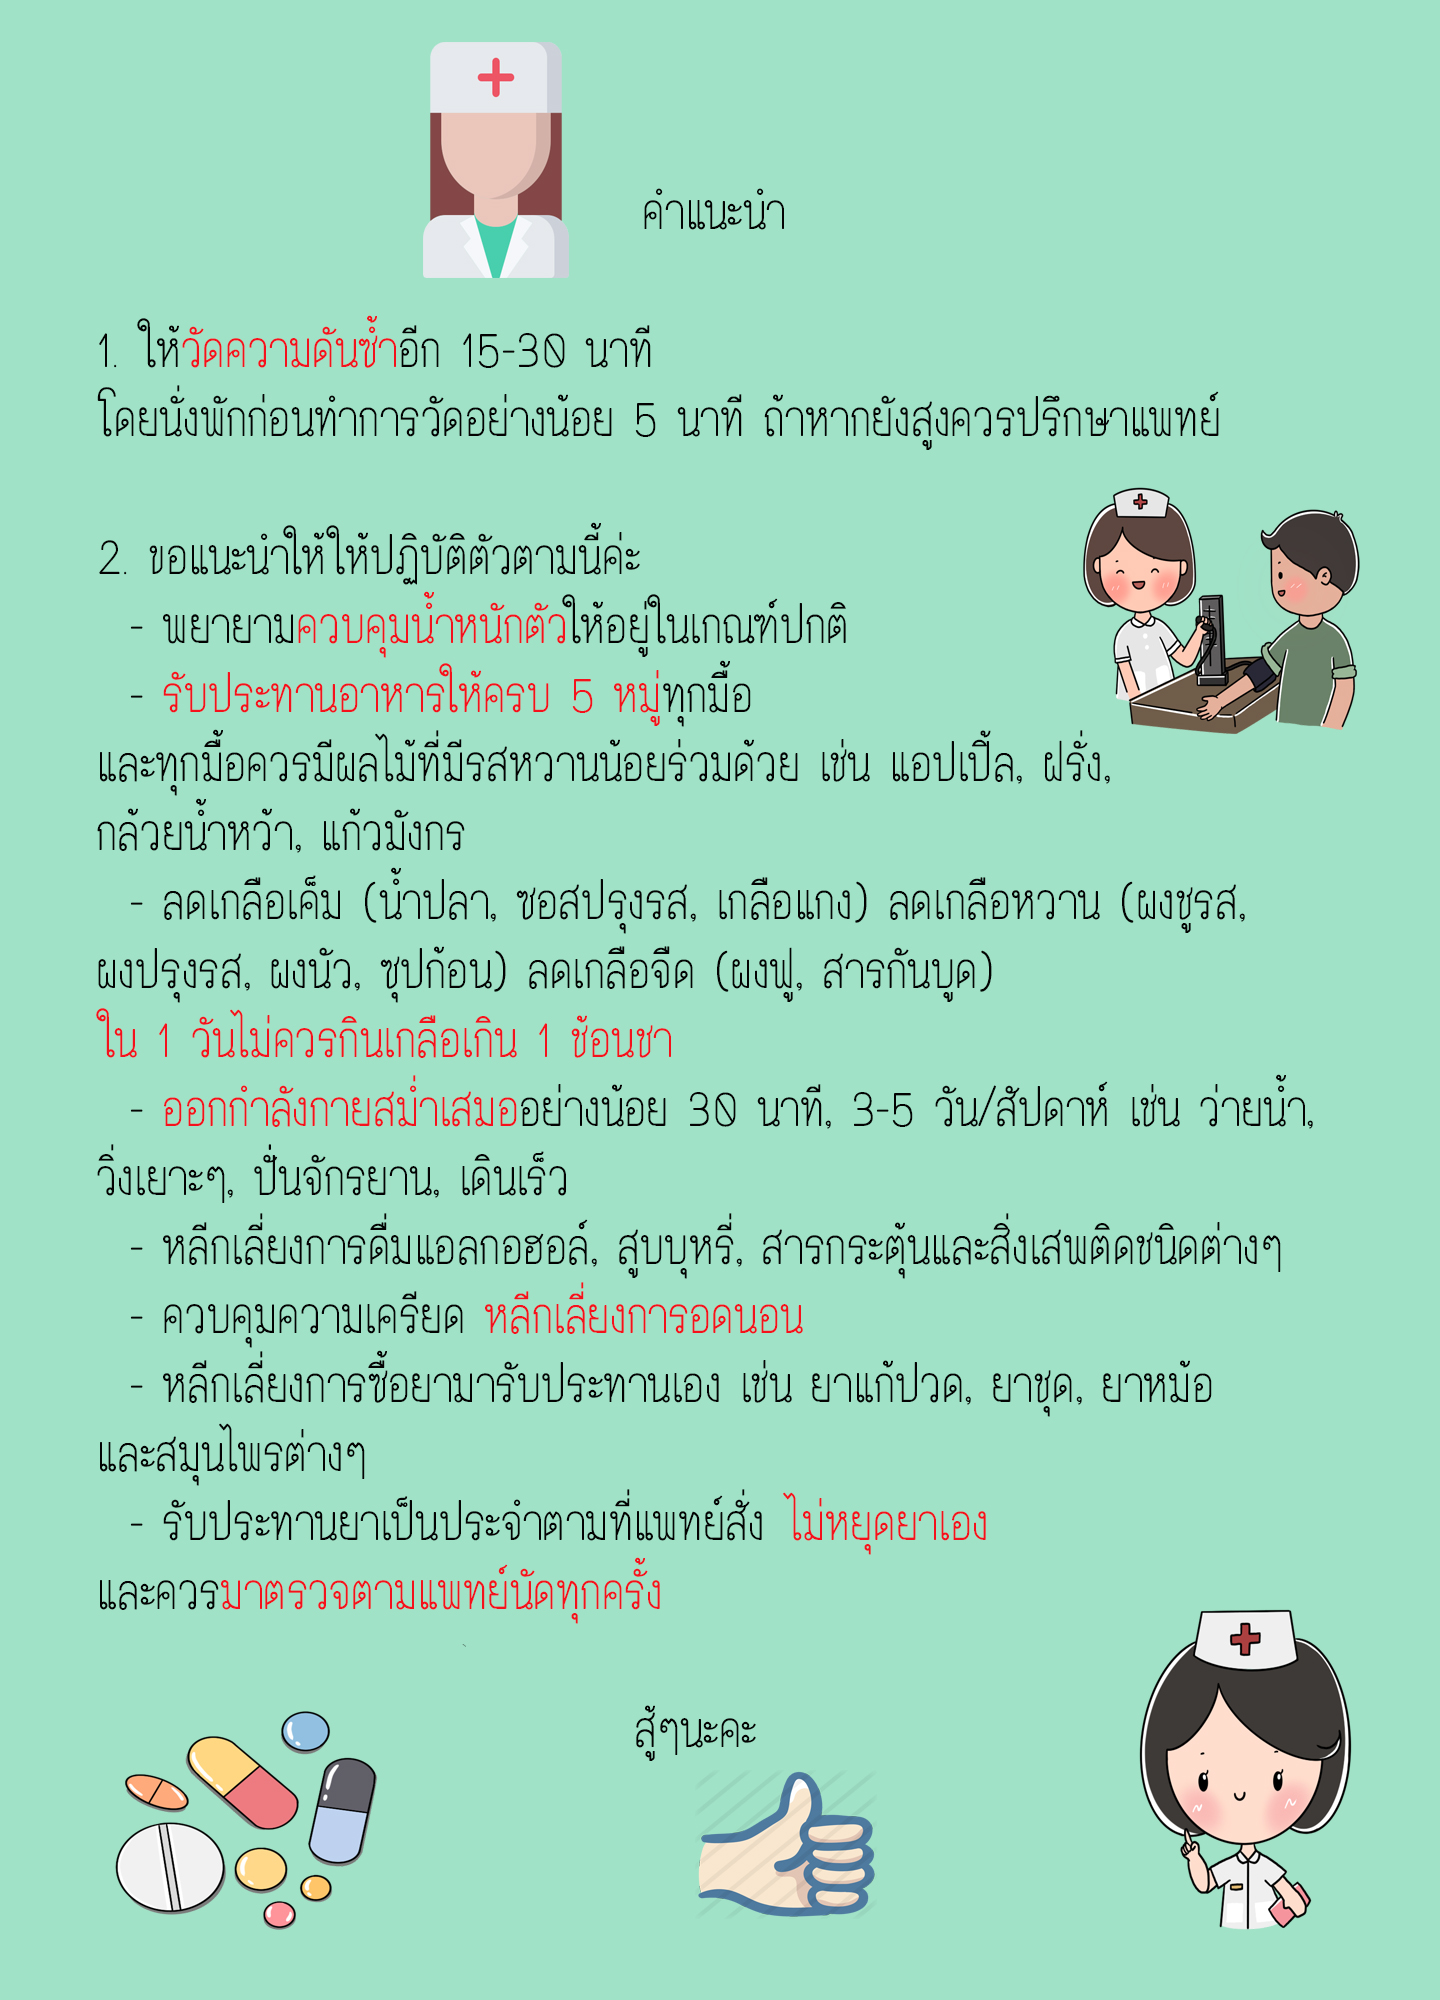 คำแนะนำ
1. ให้วัดความดันซ้ำอีก 15-30 นาที
โดยนั่งพักก่อนทำการวัดอย่างน้อย 5 นาที ถ้าหากยังสูงควรปรึกษาแพทย์
2. ขอแนะนำให้ให้ปฏิบัติตัวตามนี้ค่ะ
- พยายามควบคุมน้ำหนักตัวให้อยู่ในเกณฑ์ปกติ
- รับประทานอาหารให้ครบ 5 หมู่ทุกมื้อ
และทุกมื้อควรมีผลไม้ที่มีรสหวานน้อยร่วมด้วย เช่น แอปเปิ้ล, ฝรั่ง,
กล้วยน้ำหว้า, แก้วมังกร
- ลดเกลือเค็ม (น้ำปลา, ซอสปรุงรส, เกลือแกง) ลดเกลือหวาน (ผงชูรส,
ผงปรุงรส, ผงนัว, ซุปก้อน) ลดเกลือจืด (ผงฟู, สารกันบูด)
ใน 1 วันไม่ควรกินเกลือเกิน 1 ช้อนชา
- ออกกำลังกายสม่ำเสมออย่างน้อย 30 นาที, 3-5 วัน/สัปดาห์ เช่น ว่ายน้ำ,
วิ่งเยาะๆ, ปั่นจักรยาน, เดินเร็ว
- หลีกเลี่ยงการดื่มแอลกอฮอล์, สูบบุหรี่, สารกระตุ้นและสิ่งเสพติดชนิดต่างๆ
- ควบคุมความเครียด หลีกเลี่ยงการอดนอน
- หลีกเลี่ยงการซื้อยามารับประทานเอง เช่น ยาแก้ปวด, ยาชุด, ยาหม้อ
และสมุนไพรต่างๆ
- รับประทานยาเป็นประจำตามที่แพทย์สั่ง ไม่หยุดยาเอง
และควรมาตรวจตามแพทย์นัดทุกครั้ง
สู้ๆนะคะ